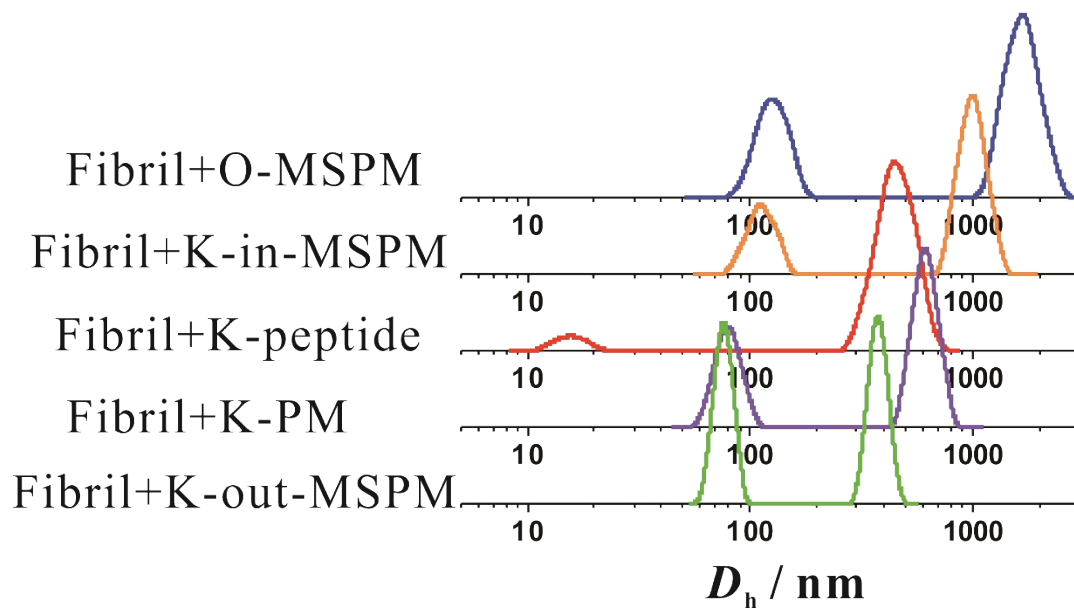 Fibril+O-MSPM
10 100 1000
Fibril+K-in-MSPM
10 100 1000
Fibril+K-peptide
10 100 1000
Fibril+K-PM
10 100 1000
Fibril+K-out-MSPM
10 100 1000
Dh / nm